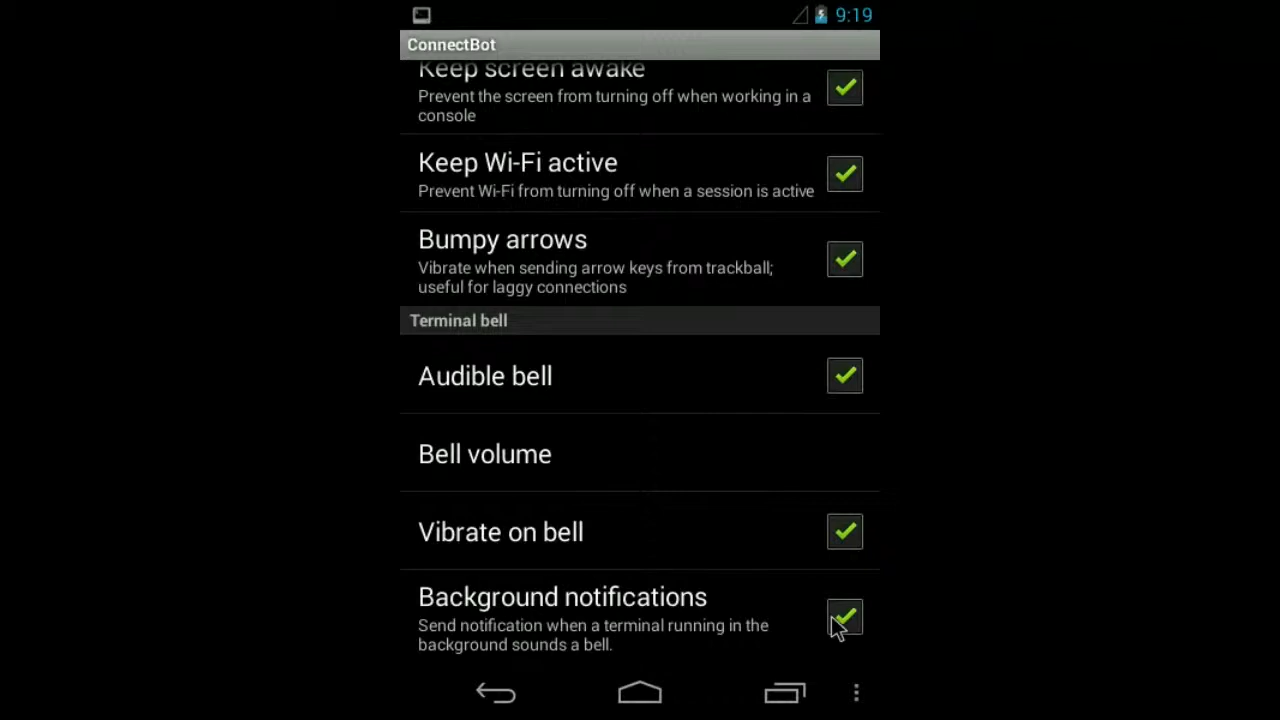 9:19
ConnectBot
Keep screen awake
Prevent the screen from turning off when working in a
console
Keep Wi-Fi active
Prevent Wi-Fi from turning off when a session is active
Bumpy arrows
Vibrate when sending arrow keys from trackball;
useful for laggy connections
Terminal bell
Audible bell
Bell volume
Vibrate on bell
Background notifications
Send notification when a terminal running in the
background sounds a bell.